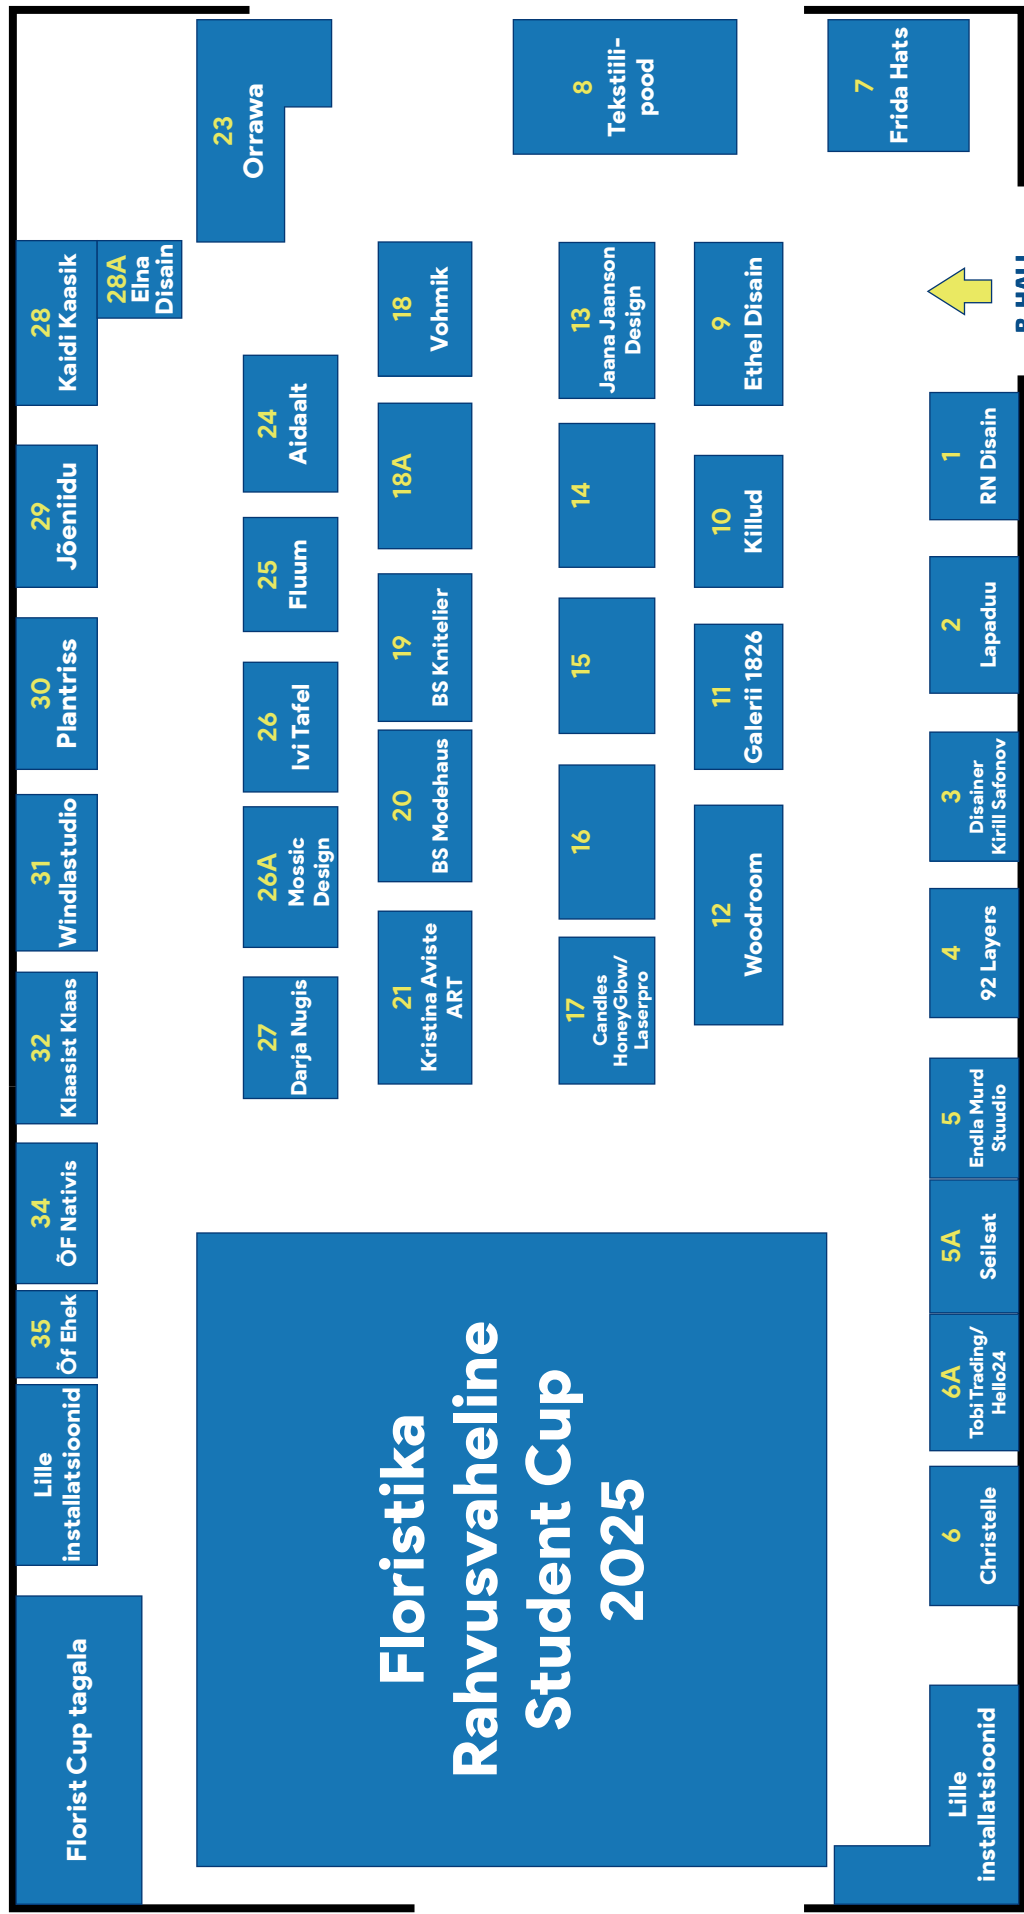 23
Orrawa
8
Tekstiili-
pood
7
Frida Hats
28
Kaidi Kaasik
28A
Elna
Disain
18
Vohmik
13
Jaana Jaanson
Design
9
Ethel Disain
24
Aidaalt
18A
14
10
Killud
1
RN Disain
29
Jõeniidu
25
Fluum
19
BS Knitelier
15
11
Galerii 1826
2
Lapaduu
30
Plantriss
26
Ivi Tafel
20
BS Modehaus
16
12
Woodroom
3
Disainer
Kirill Safonov
31
Windlastudio
26A
Mossic
Design
21
Kristina Aviste
ART
17
Candles
HoneyGlow/
Laserpro
4
92 Layers
32
Klaasist Klaas
27
Darja Nugis
5
Endla Murd
Stuudio
34
ÕF Nativis
5A
Seilsat
35
Õf Ehek
6A
Tobi Trading/
Hello24
Lille
installatsioonid
6
Christelle
Florist Cup tagala
Floristika
Rahvusvaheline
Student Cup
2025
Lille
installatsioonid